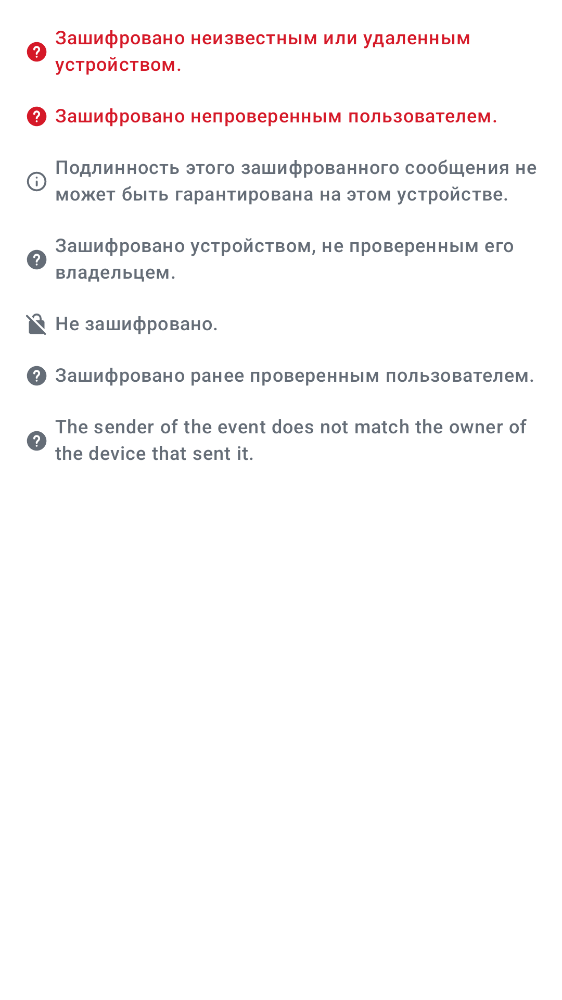 Зашифровано неизвестным или удаленным
устройством.
Зашифровано непроверенным пользователем.
Подлинность этого зашифрованного сообщения не
может быть гарантирована на этом устройстве.
Зашифровано устройством, не проверенным его
владельцем.
Не зашифровано.
Зашифровано ранее проверенным пользователем.
The sender of the event does not match the owner of
the device that sent it.